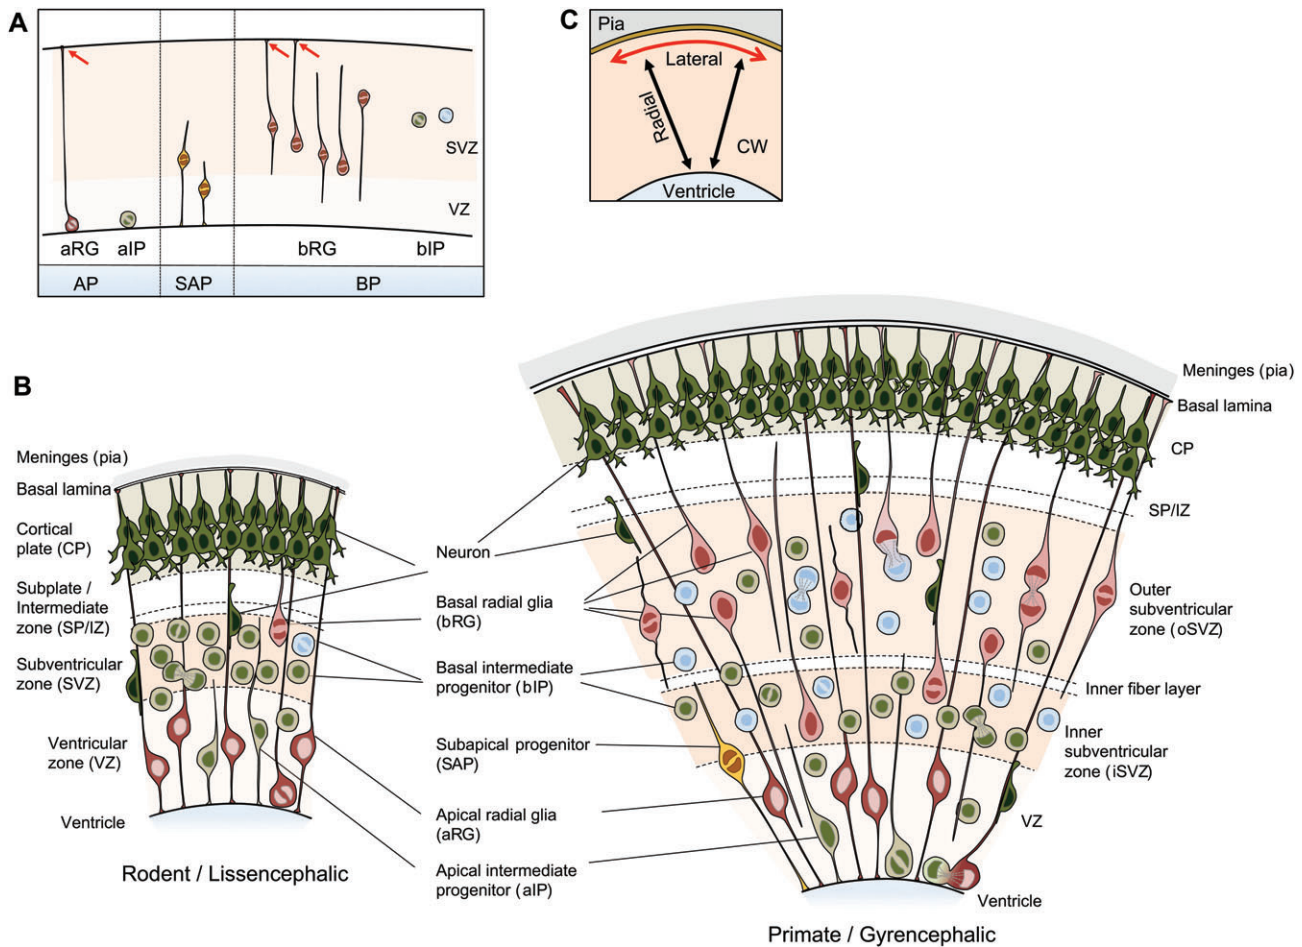 A
SVZ
VZ
aRG
aIP
bRG
bIP
AP
SAP
BP
C
Pia
Lateral
Radial
CW
Ventricle
B
Meninges (pia)
Basal lamina
Cortical
plate (CP)
Subplate /
Intermediate
zone (SP/IZ)
Subventricular
zone (SVZ)
Ventricular
zone (VZ)
Ventricle
Rodent / Lissencephalic
Neuron
Basal radial glia
(bRG)
Basal intermediate
progenitor (bIP)
Subapical progenitor
(SAP)
Apical radial glia
(aRG)
Apical intermediate
progenitor (aIP)
Meninges (pia)
Basal lamina
CP
SP/IZ
Outer
subventricular
zone (oSVZ)
Inner fiber layer
Inner
subventricular
zone (iSVZ)
VZ
Ventricle
Primate / Gyrencephalic